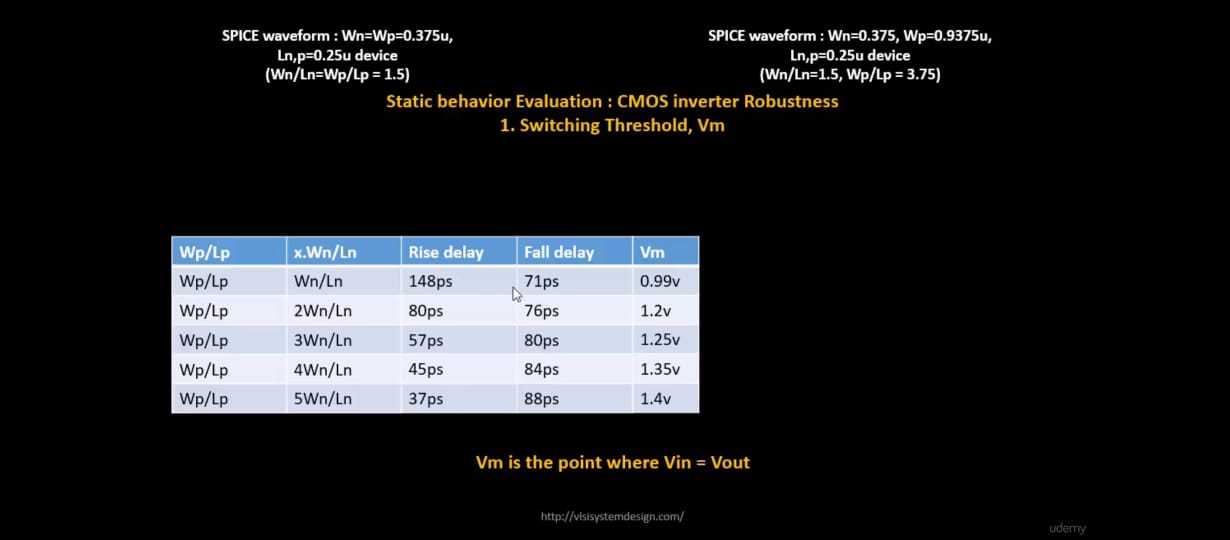 SPICE waveform : Wn=Wp=0.375u,
Ln,p=0.25u device
(Wn/Ln=Wp/Lp = 1.5)
SPICE waveform : Wn=0.375, Wp=0.9375u,
Ln,p=0.25u device
(Wn/Ln=1.5, Wp/Lp = 3.75)
Static behavior Evaluation : CMOS inverter Robustness
1. Switching Threshold, Vm
Wp/Lp x.Wn/Ln Rise delay Fall delay Vm
Wp/Lp Wn/Ln 148ps 71ps 0.99v
Wp/Lp 2Wn/Ln 80ps 76ps 1.2v
Wp/Lp 3Wn/Ln 57ps 80ps 1.25v
Wp/Lp 4Wn/Ln 45ps 84ps 1.35v
Wp/Lp 5Wn/Ln 37ps 88ps 1.4v
Vm is the point where Vin = Vout
http://vlsisystemdesign.com/
udemy